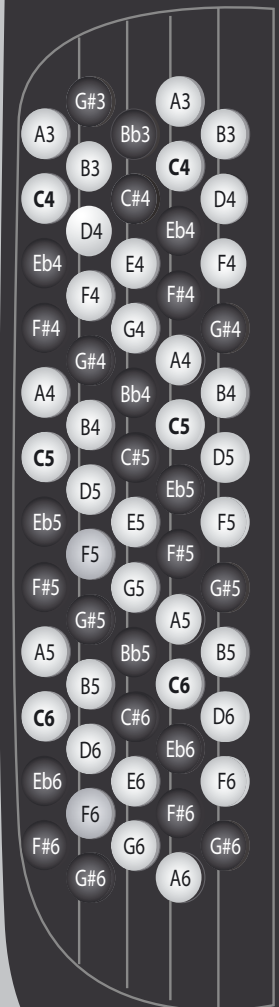 G#3 A3
A3 Bb3 B3
B3 C4
C4 C#4 D4
D4 Eb4
Eb4 E4 F4
F4 F#4
F#4 G4 G#4
G#4 A4
A4 Bb4 B4
B4 C5
C5 C#5 D5
D5 Eb5
Eb5 E5 F5
F5 F#5
F#5 G5 G#5
G#5 A5
A5 Bb5 B5
B5 C6
C6 C#6 D6
D6 Eb6
Eb6 E6 F6
F6 F#6
F#6 G6 G#6
G#6 A6